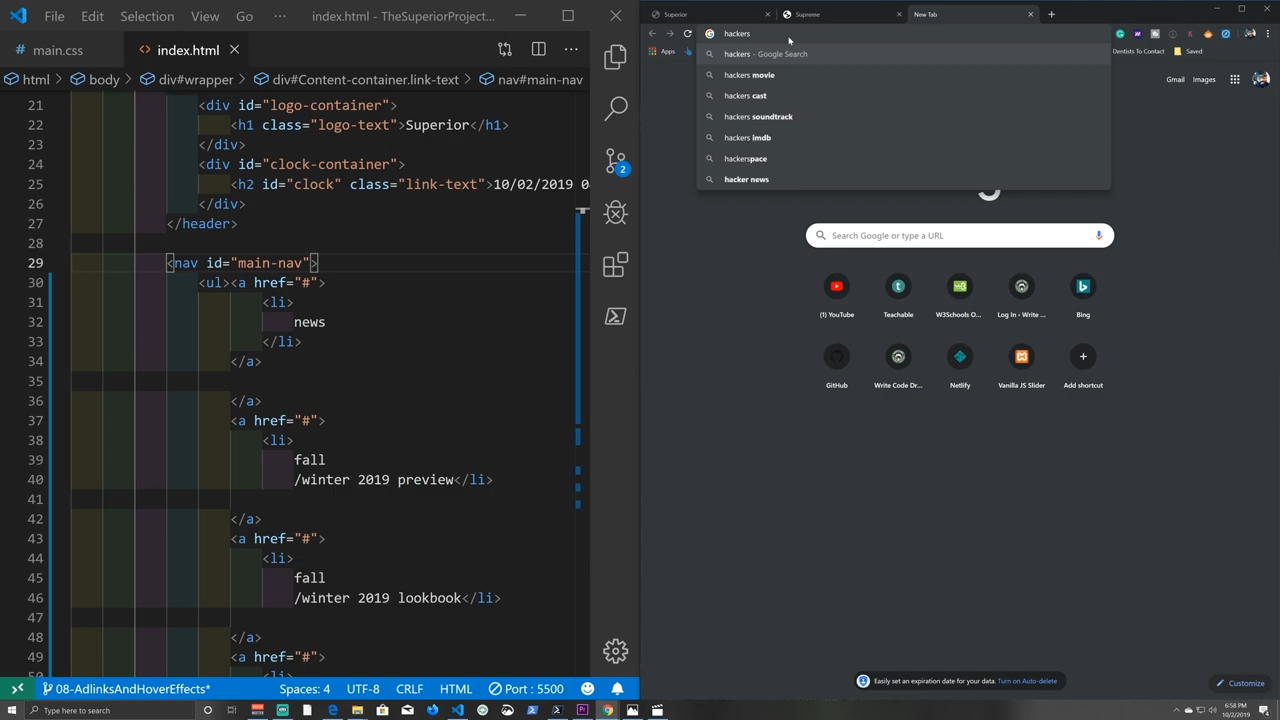 File Edit Selection View Go ··· index.html - TheSuperiorProject...
main.css
index.html
html > body > div#wrapper > div#Content-container.link-text > nav#main-nav
21 <div id="logo-container">
22 <h1 class="logo-text">Superior</h1>
23 </div>
24 <div id="clock-container">
25 <h2 id="clock" class="link-text">10/02/2019 0
26 </div>
27 </header>
28
29 <nav id="main-nav">
30 <ul><a href="#">
31 <li>
32 news
33 </li>
34 </a>
35
36 </a>
37 <a href="#">
38 <li>
39 fall
40 /winter 2019 preview</li>
41
42 </a>
43 <a href="#">
44 <li>
45 fall
46 /winter 2019 lookbook</li>
47
48 </a>
49 <a href="#">
50 <li>
2
08-AdlinksAndHoverEffects*
Spaces: 4
UTF-8
CRLF
HTML
Port : 5500
Superior
Supreme
New Tab
hackers
Apps
Dentists To Contact
Saved
hackers - Google Search
hackers movie
hackers cast
hackers soundtrack
hackers imdb
hackerspace
hacker news
Gmail Images
Search Google or type a URL
(1) YouTube
Teachable
W3Schools O...
Log In ‹ Write ...
Bing
GitHub
Write Code Dr...
Netlify
Vanilla JS Slider
Add shortcut
Easily set an expiration date for your data. Turn on Auto-delete
Customize
Type here to search
6:58 PM
10/2/2019